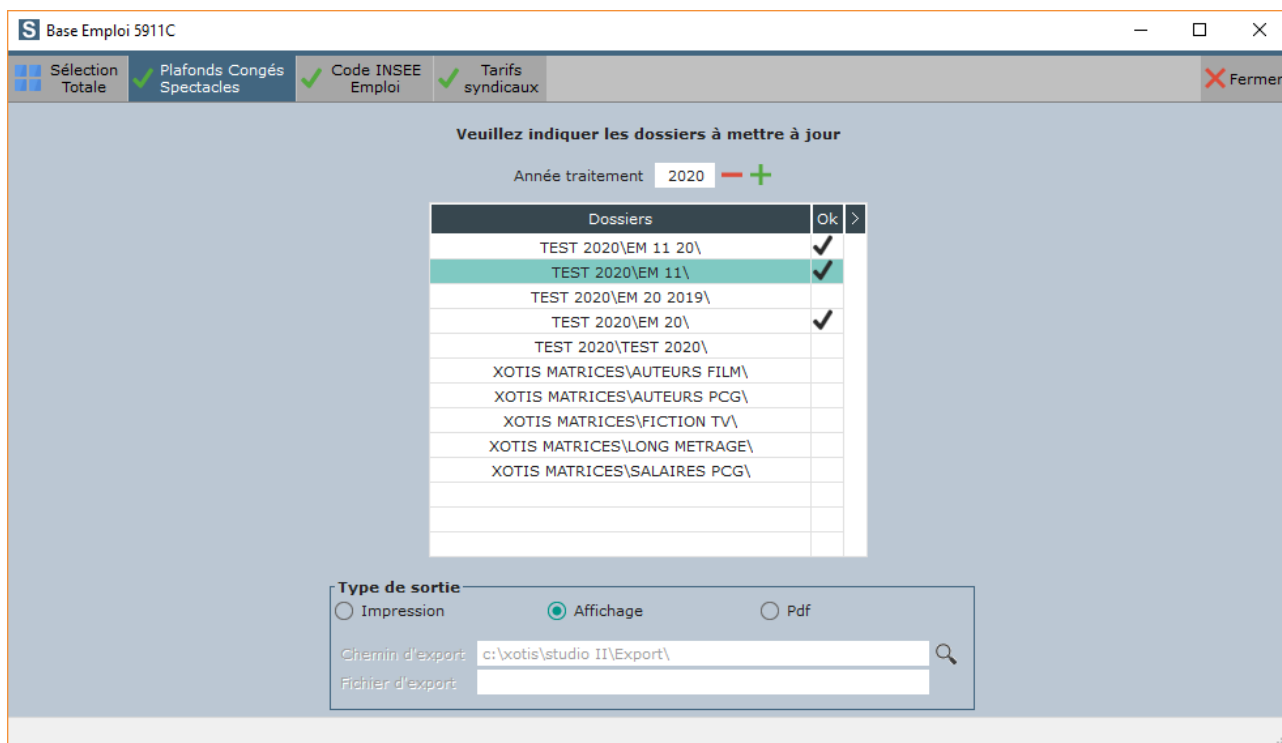 S Base Emploi 5911C
Sélection Totale
Plafonds Congés Spectacles
Code INSEE Emploi
Tarifs syndicaux
Fermer
Veuillez indiquer les dossiers à mettre à jour
Année traitement 2020
Dossiers Ok >
TEST 2020\EM 11 20\
TEST 2020\EM 11\
TEST 2020\EM 20 2019\
TEST 2020\EM 20\
TEST 2020\TEST 2020\
XOTIS MATRICES\AUTEURS FILM\
XOTIS MATRICES\AUTEURS PCG\
XOTIS MATRICES\FICTION TV\
XOTIS MATRICES\LONG METRAGE\
XOTIS MATRICES\SALAIRES PCG\
Type de sortie
Impression Affichage Pdf
Chemin d'export c:\xotis\studio II\Export\
Fichier d'export